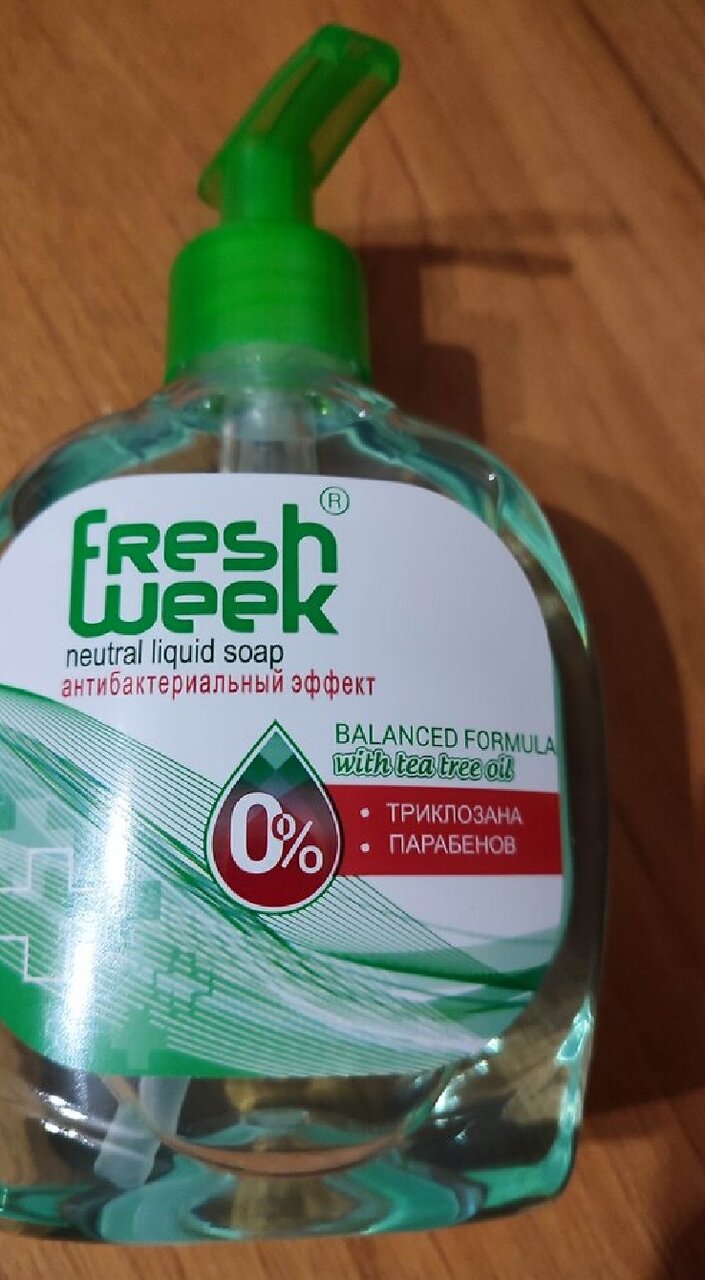 fresh ®
week
neutral liquid soap
антибактериальный эффект
BALANCED FORMULA
with tea tree oil
0%
• ТРИКЛОЗАНА
• ПАРАБЕНОВ